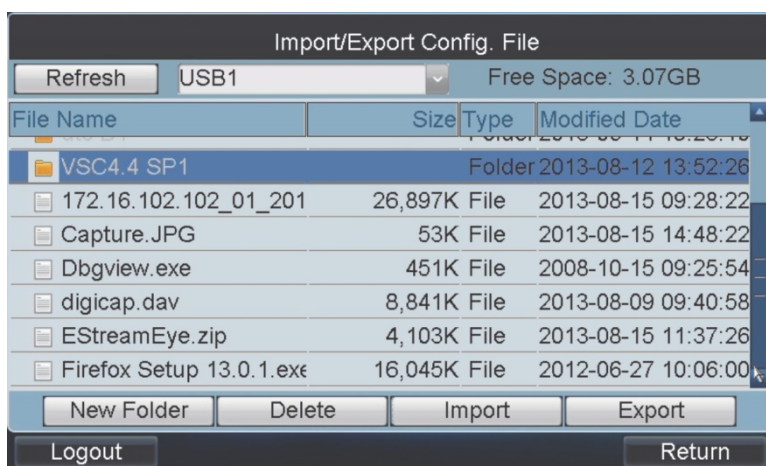 Import/Export Config. File
Refresh USB1 Free Space: 3.07GB
File Name Size Type Modified Date
VSC4.4 SP1 Folder 2013-08-12 13:52:26
172.16.102.102_01_201 26,897K File 2013-08-15 09:28:22
Capture.JPG 53K File 2013-08-15 14:48:22
Dbgview.exe 451K File 2008-10-15 09:25:54
digicap.dav 8,841K File 2013-08-09 09:40:58
EStreamEye.zip 4,103K File 2013-08-15 11:37:26
Firefox Setup 13.0.1.exe 16,045K File 2012-06-27 10:06:00
New Folder Delete Import Export
Logout Return